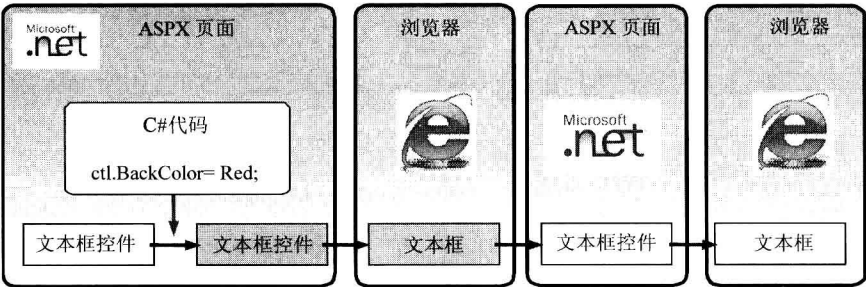 Microsoft
.net
ASPX 页面
C#代码
ctl.BackColor= Red;
文本框控件
文本框控件
浏览器
文本框
ASPX 页面
Microsoft
.net
文本框控件
浏览器
文本框